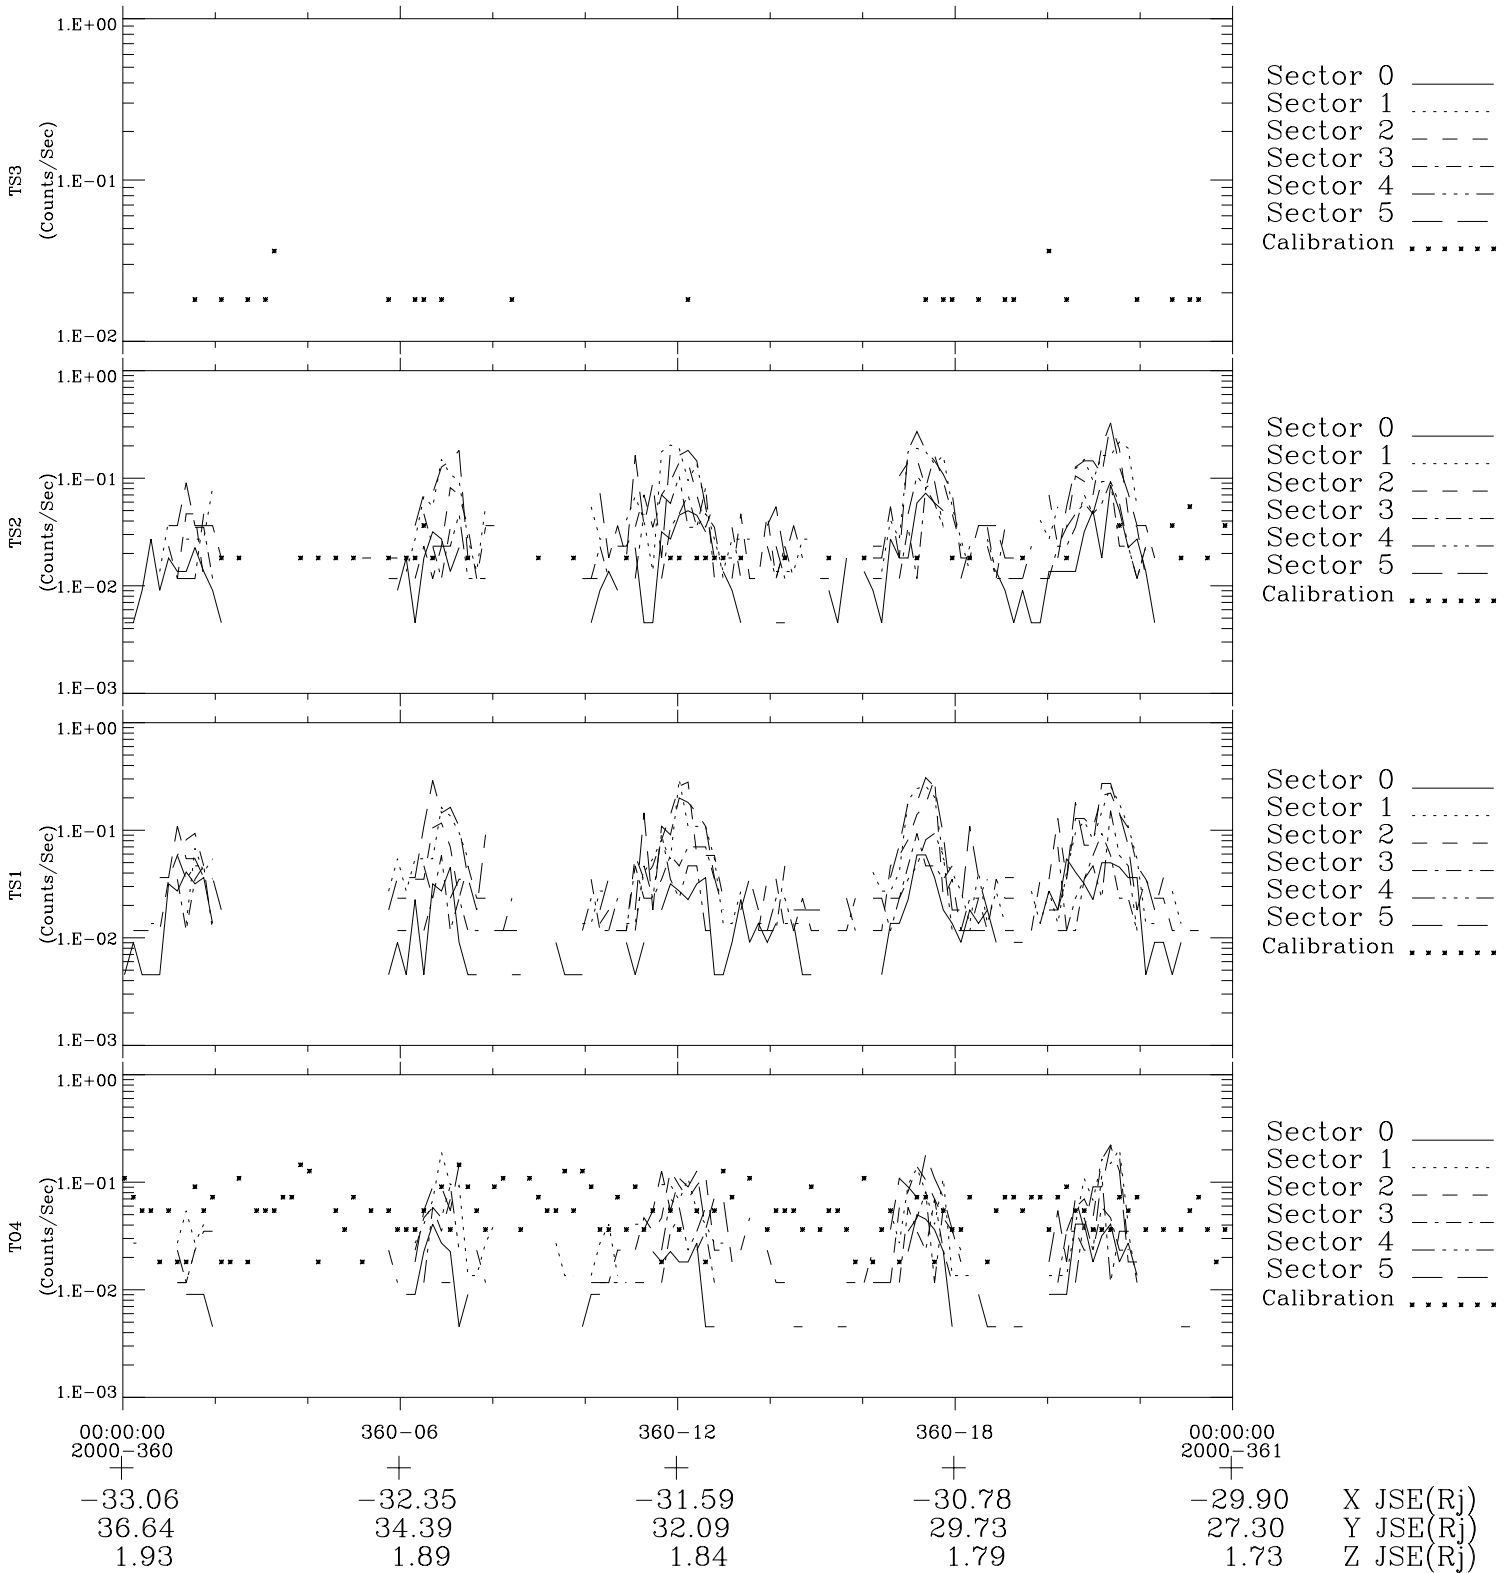 1.E+00
TS3
(Counts/Sec)
1.E-01
1.E-02
Sector 0
Sector 1
Sector 2
Sector 3
Sector 4
Sector 5
Calibration
1.E+00
TS2
(Counts/Sec)
1.E-01
1.E-02
1.E-03
Sector 0
Sector 1
Sector 2
Sector 3
Sector 4
Sector 5
Calibration
1.E+00
TS1
(Counts/Sec)
1.E-01
1.E-02
1.E-03
Sector 0
Sector 1
Sector 2
Sector 3
Sector 4
Sector 5
Calibration
1.E+00
TO4
(Counts/Sec)
1.E-01
1.E-02
1.E-03
Sector 0
Sector 1
Sector 2
Sector 3
Sector 4
Sector 5
Calibration
00:00:00 360-06 360-12 360-18 00:00:00
2000-360 2000-361
-33.06 -32.35 -31.59 -30.78 -29.90 X JSE(Rj)
36.64 34.39 32.09 29.73 27.30 Y JSE(Rj)
1.93 1.89 1.84 1.79 1.73 Z JSE(Rj)